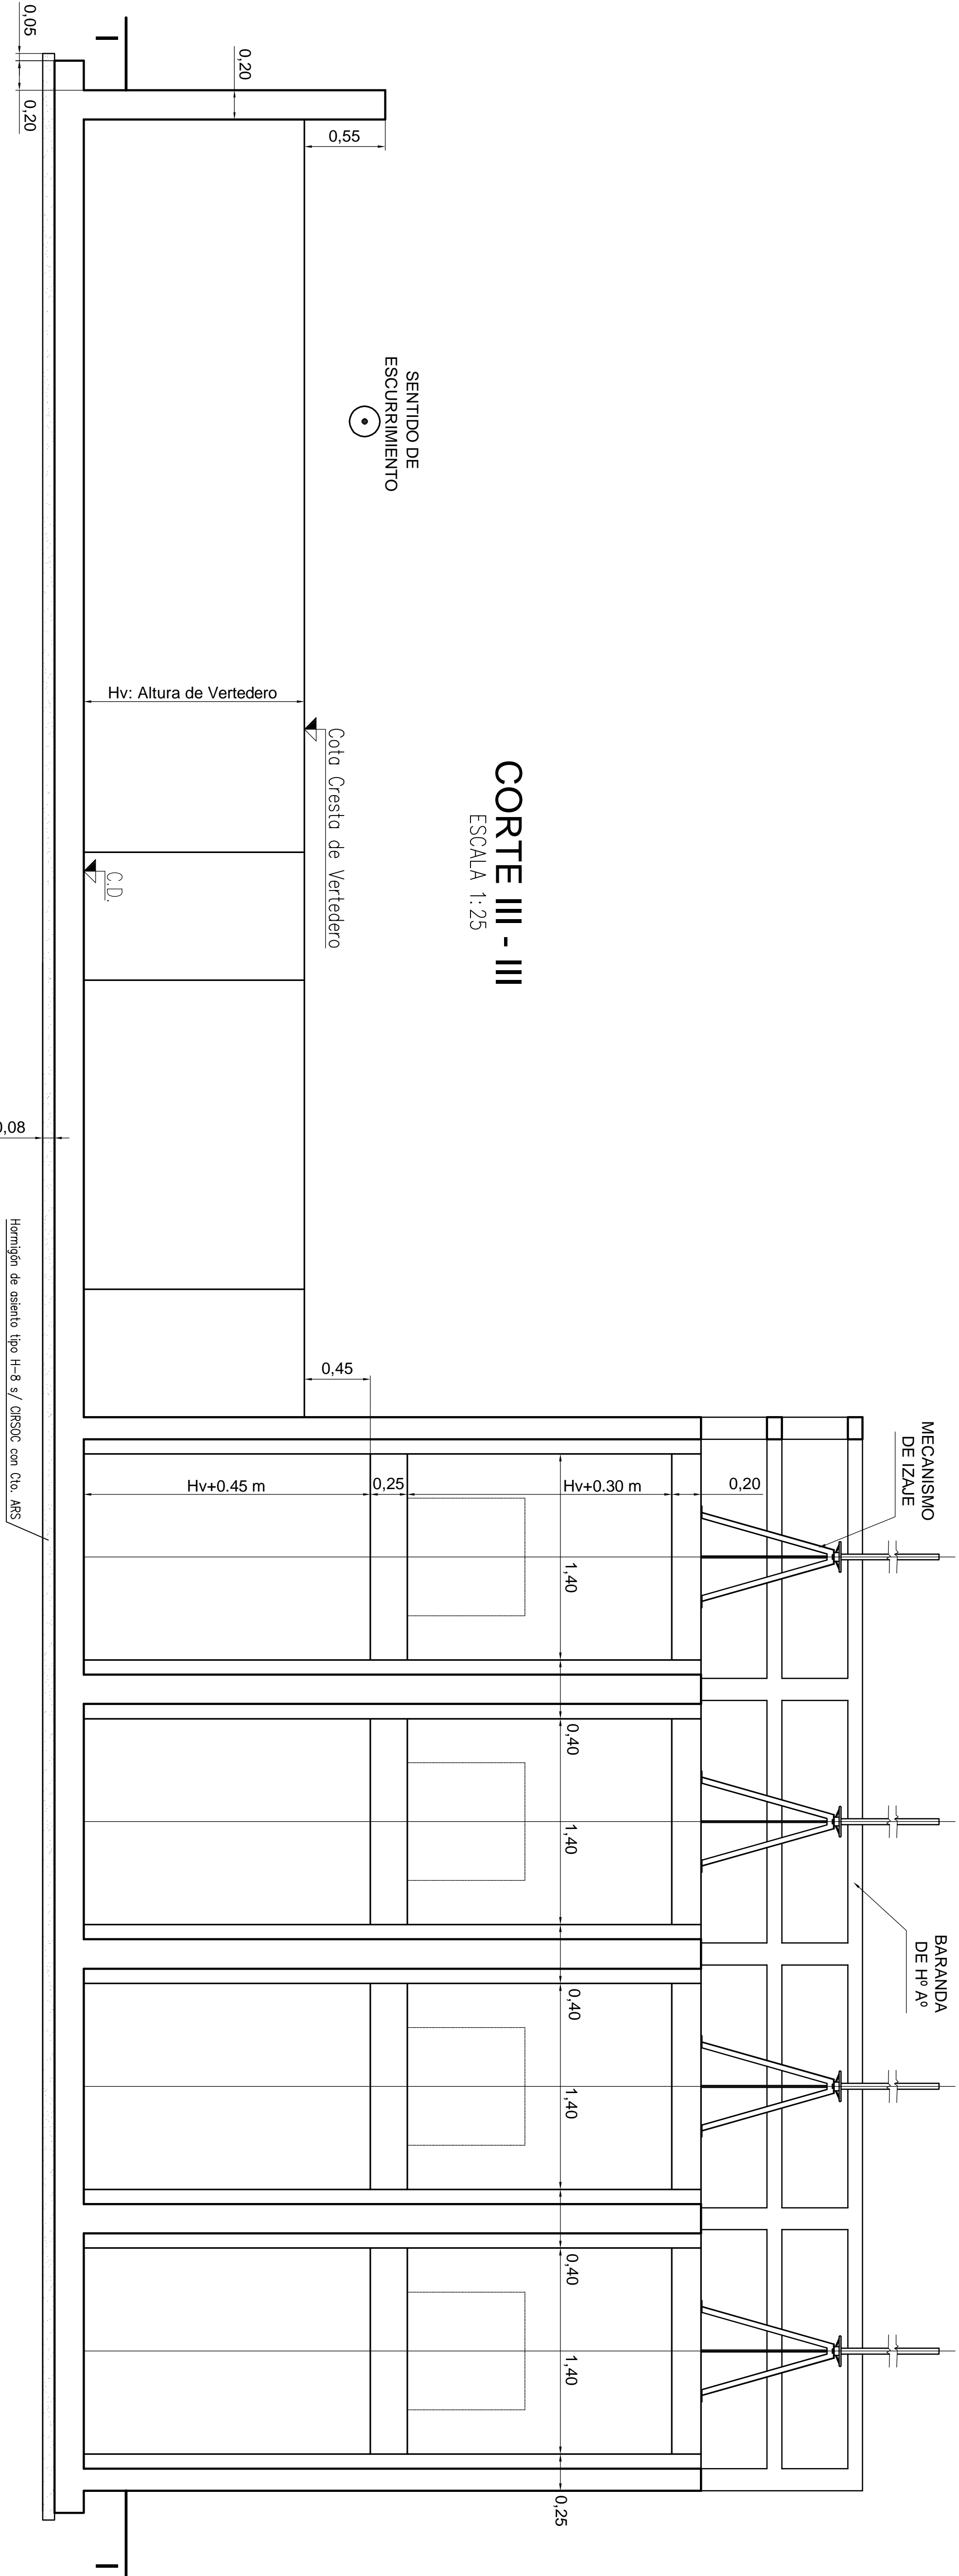 CORTE III - III
ESCALA 1:25
SENTIDO DE
ESCURRIMIENTO
MECANISMO
DE IZAJE
BARANDA
DE Hº Aº
I
0,05
0,20
0,20
0,55
Hv: Altura de Vertedero
Cota Cresta de Vertedero
C.D.
0,08
Hormigón de asiento tipo H-8 s/ CIRSOC con Cto. ARS
0,45
Hv+0.45 m
0,25
Hv+0.30 m
0,20
1,40
0,40
1,40
0,40
1,40
0,40
1,40
0,25
I